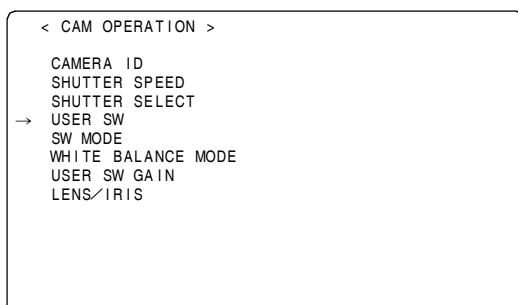 < CAM OPERATION >
CAMERA ID
SHUTTER SPEED
SHUTTER SELECT
→ USER SW
SW MODE
WHITE BALANCE MODE
USER SW GAIN
LENS/IRIS